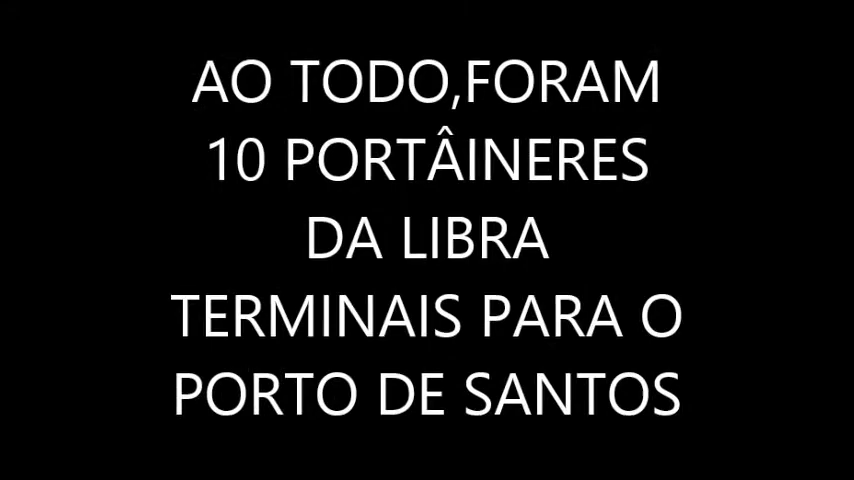 AO TODO,FORAM
10 PORTÂINERES
DA LIBRA
TERMINAIS PARA O
PORTO DE SANTOS